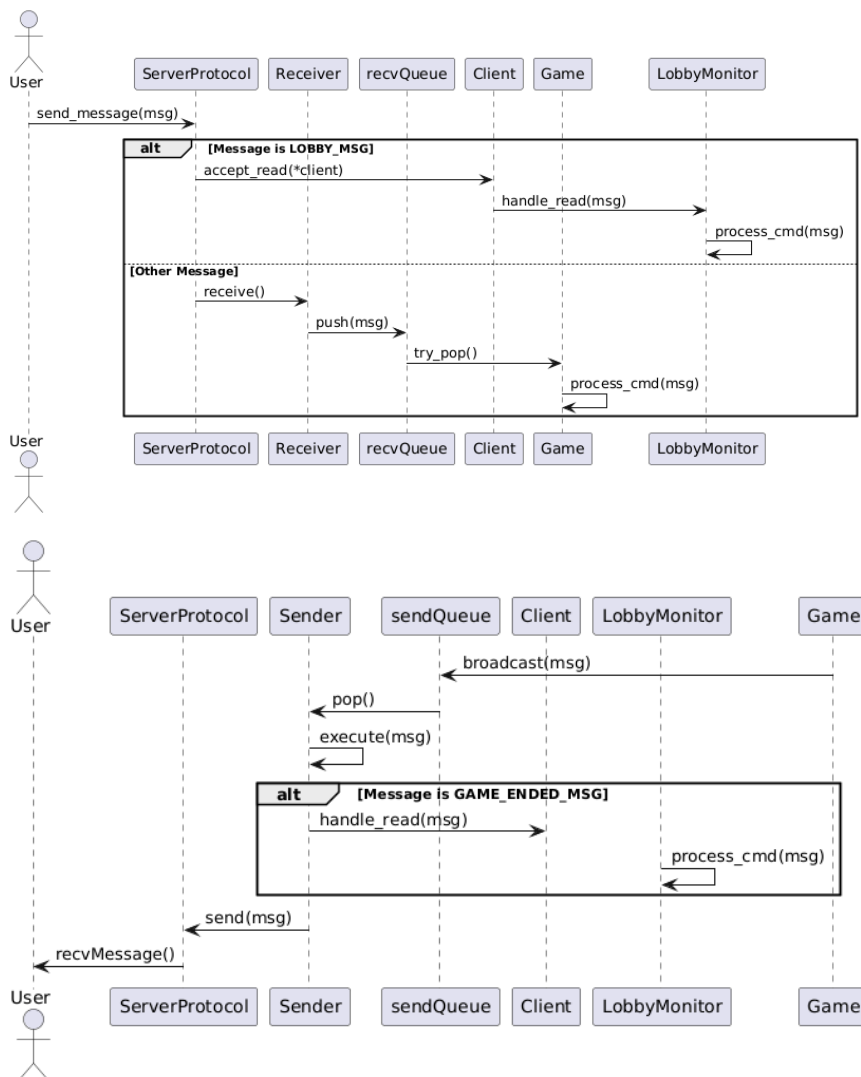 User
ServerProtocol Receiver recvQueue Client Game LobbyMonitor
send_message(msg)
alt [Message is LOBBY_MSG]
accept_read(*client)
handle_read(msg)
process_cmd(msg)
[Other Message]
receive()
push(msg)
try_pop()
process_cmd(msg)
User
ServerProtocol Receiver recvQueue Client Game LobbyMonitor
User
ServerProtocol Sender sendQueue Client LobbyMonitor Game
broadcast(msg)
pop()
execute(msg)
alt [Message is GAME_ENDED_MSG]
handle_read(msg)
process_cmd(msg)
send(msg)
recvMessage()
User
ServerProtocol Sender sendQueue Client LobbyMonitor Game